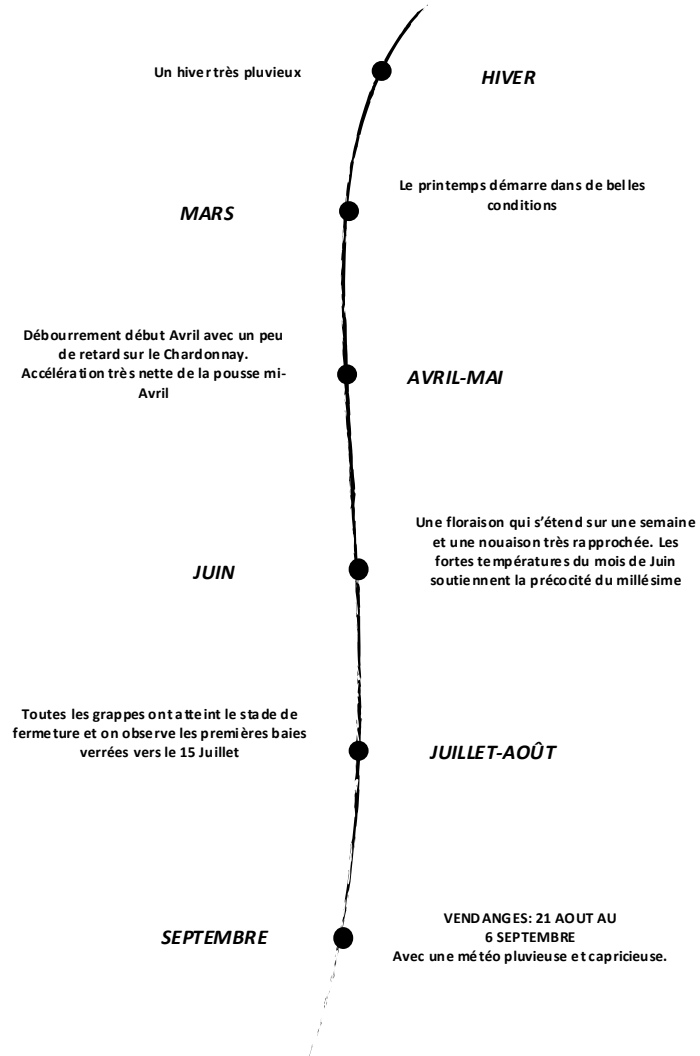 Un hiver très pluvieux
HIVER
Le printemps démarre dans de belles
conditions
MARS
Débourrement début Avril avec un peu
de retard sur le Chardonnay.
Accélération très nette de la pousse mi-
Avril
AVRIL-MAI
Une floraison qui s’étend sur une semaine
et une nouaison très rapprochée. Les
fortes températures du mois de Juin
soutiennent la précocité du millésime
JUIN
Toutes les grappes ont atteint le stade de
fermeture et on observe les premières baies
verrées vers le 15 Juillet
JUILLET-AOÛT
VENDANGES: 21 AOUT AU
6 SEPTEMBRE
Avec une météo pluvieuse et capricieuse.
SEPTEMBRE